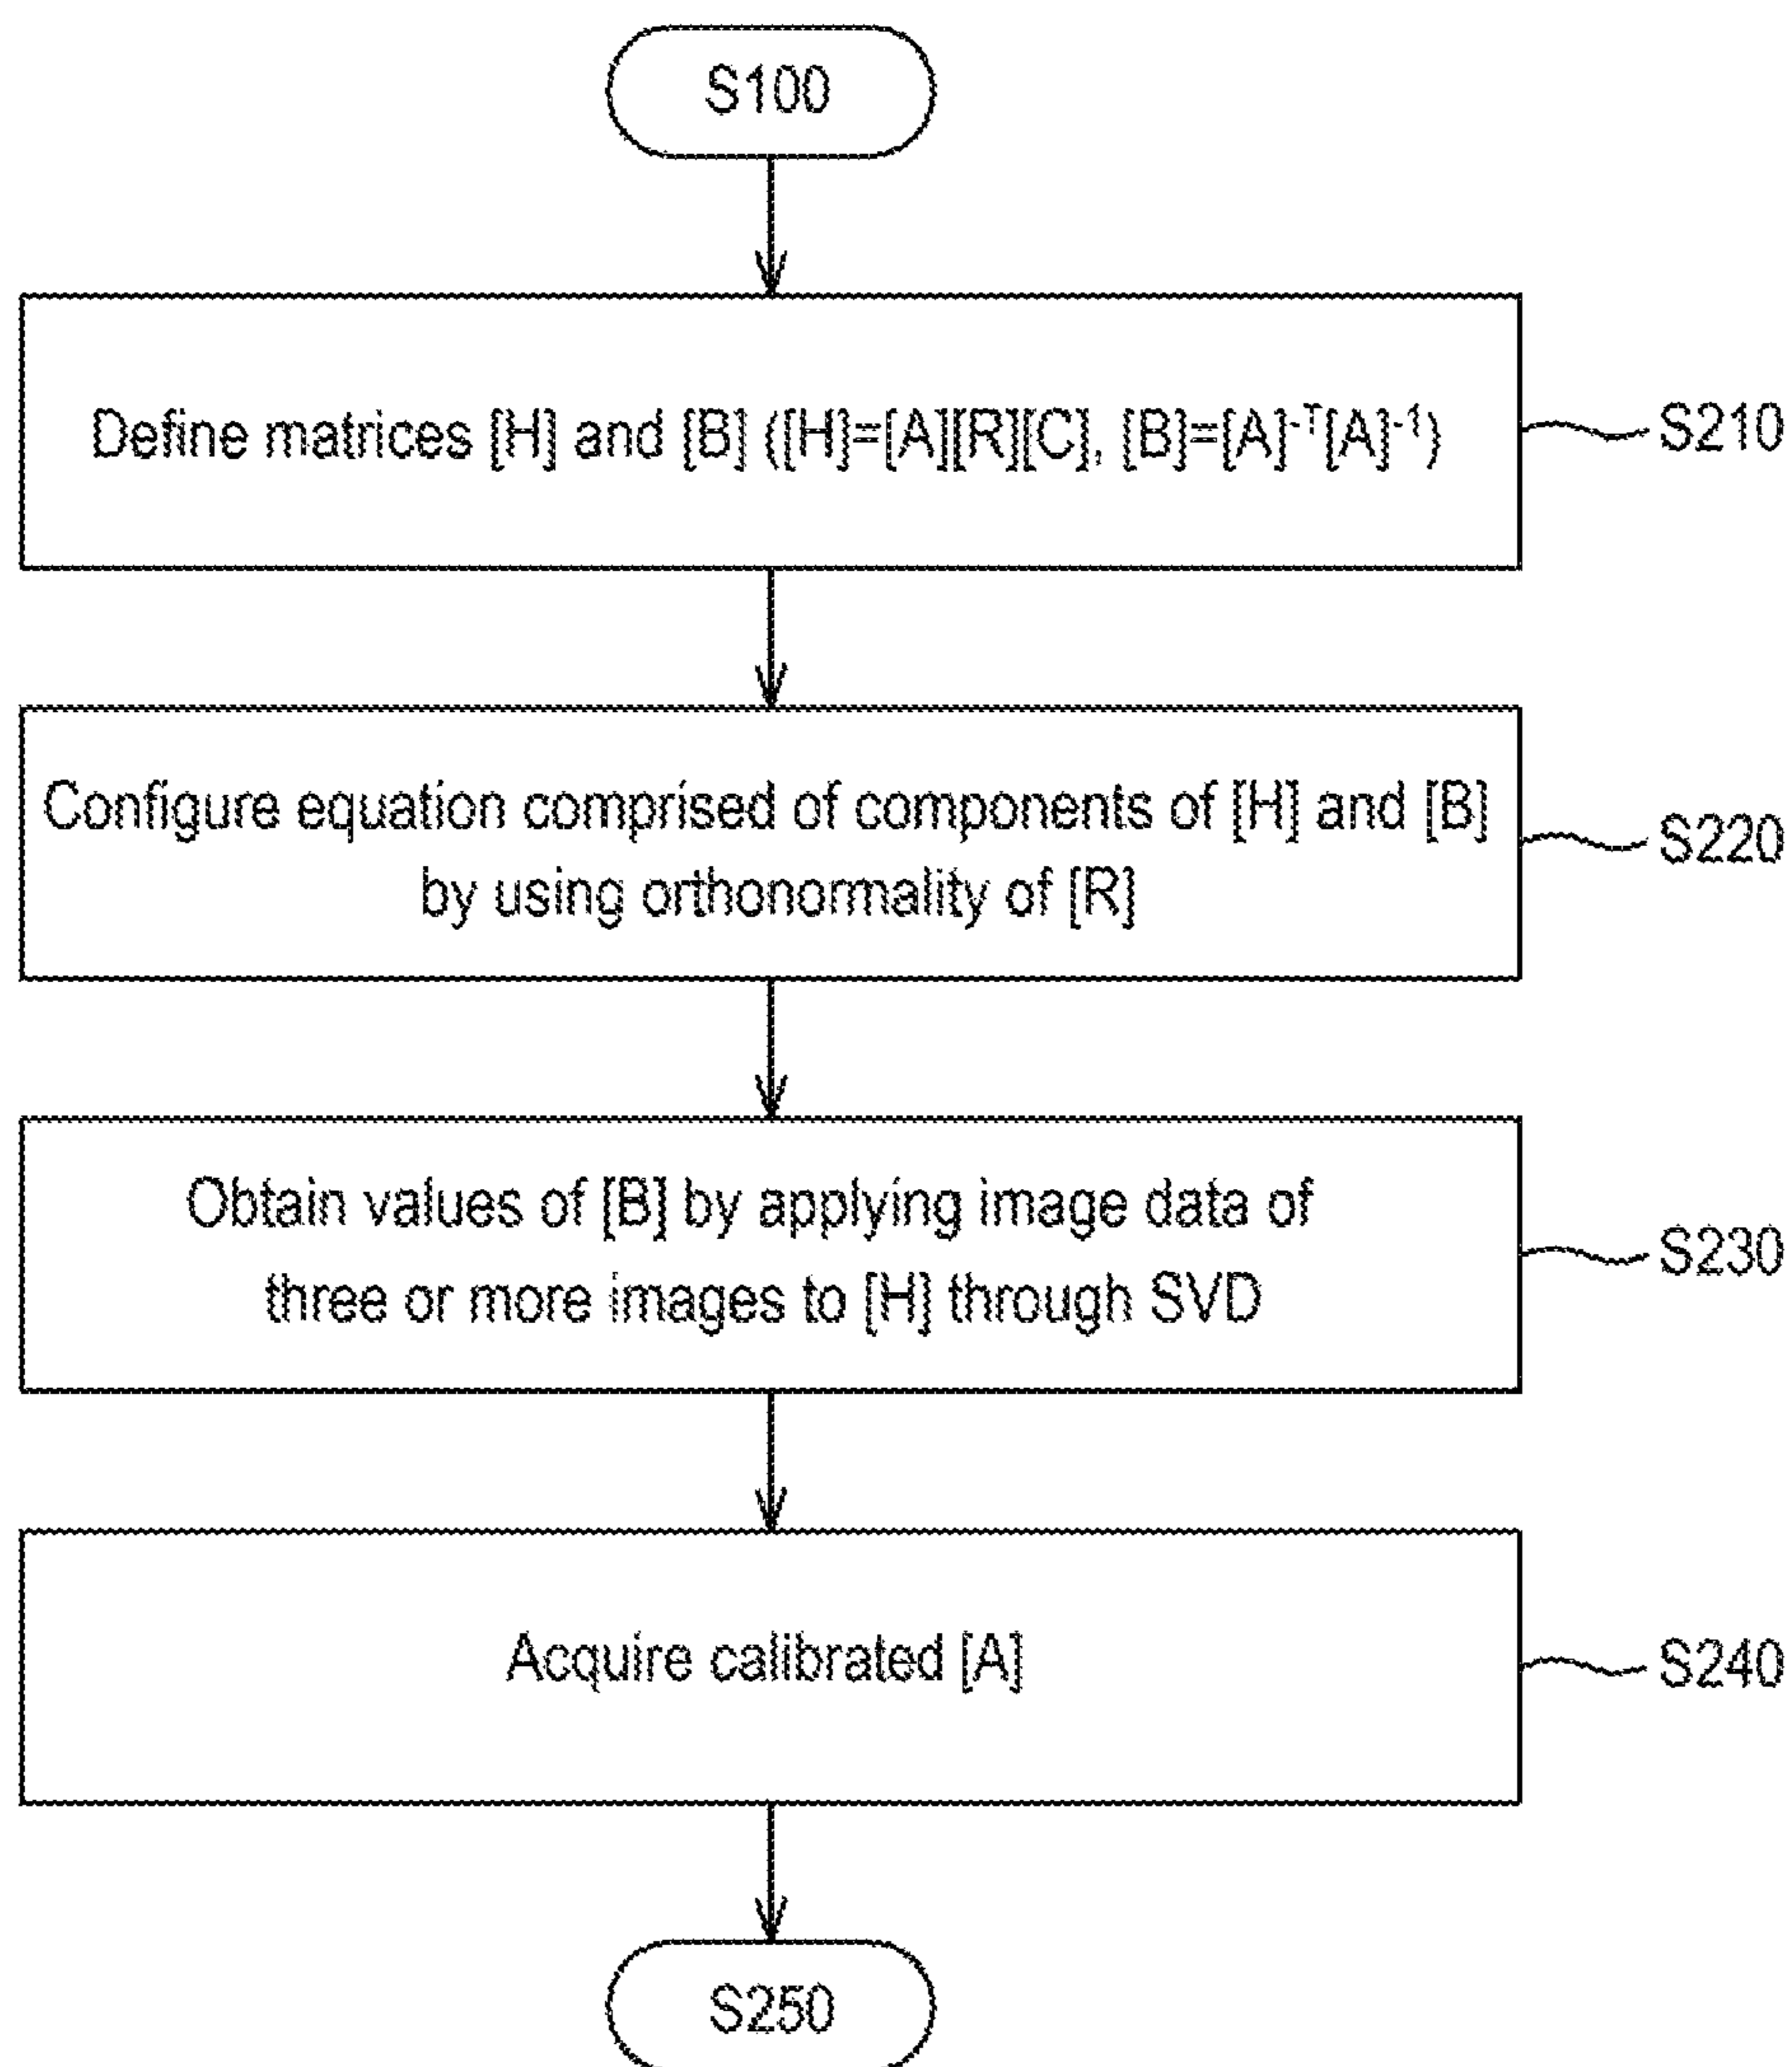 S100
Define matrices [H] and [B] ([H]=[A][R][C], [B]=[A]⁻ᵀ[A]⁻¹)
S210
Configure equation comprised of components of [H] and [B]
by using orthonormality of [R]
S220
Obtain values of [B] by applying image data of
three or more images to [H] through SVD
S230
Acquire calibrated [A]
S240
S250